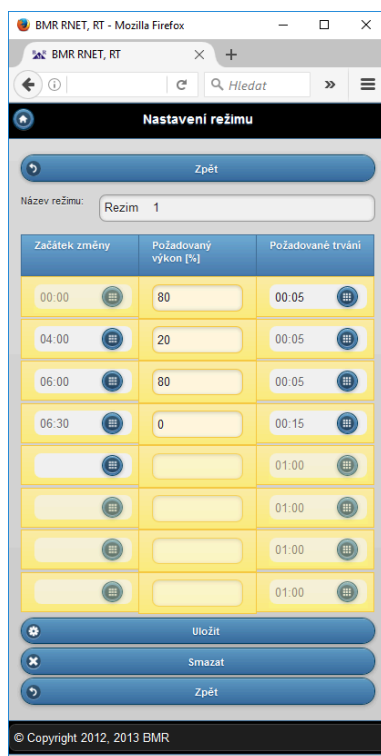 BMR RNET, RT - Mozilla Firefox
BMR RNET, RT
Hledat
Nastavení režimu
Zpět
Název režimu: Rezim 1
Začátek změny Požadovaný výkon [%] Požadované trvání
00:00 80 00:05
04:00 20 00:05
06:00 80 00:05
06:30 0 00:15
01:00
01:00
01:00
01:00
Uložit
Smazat
Zpět
© Copyright 2012, 2013 BMR